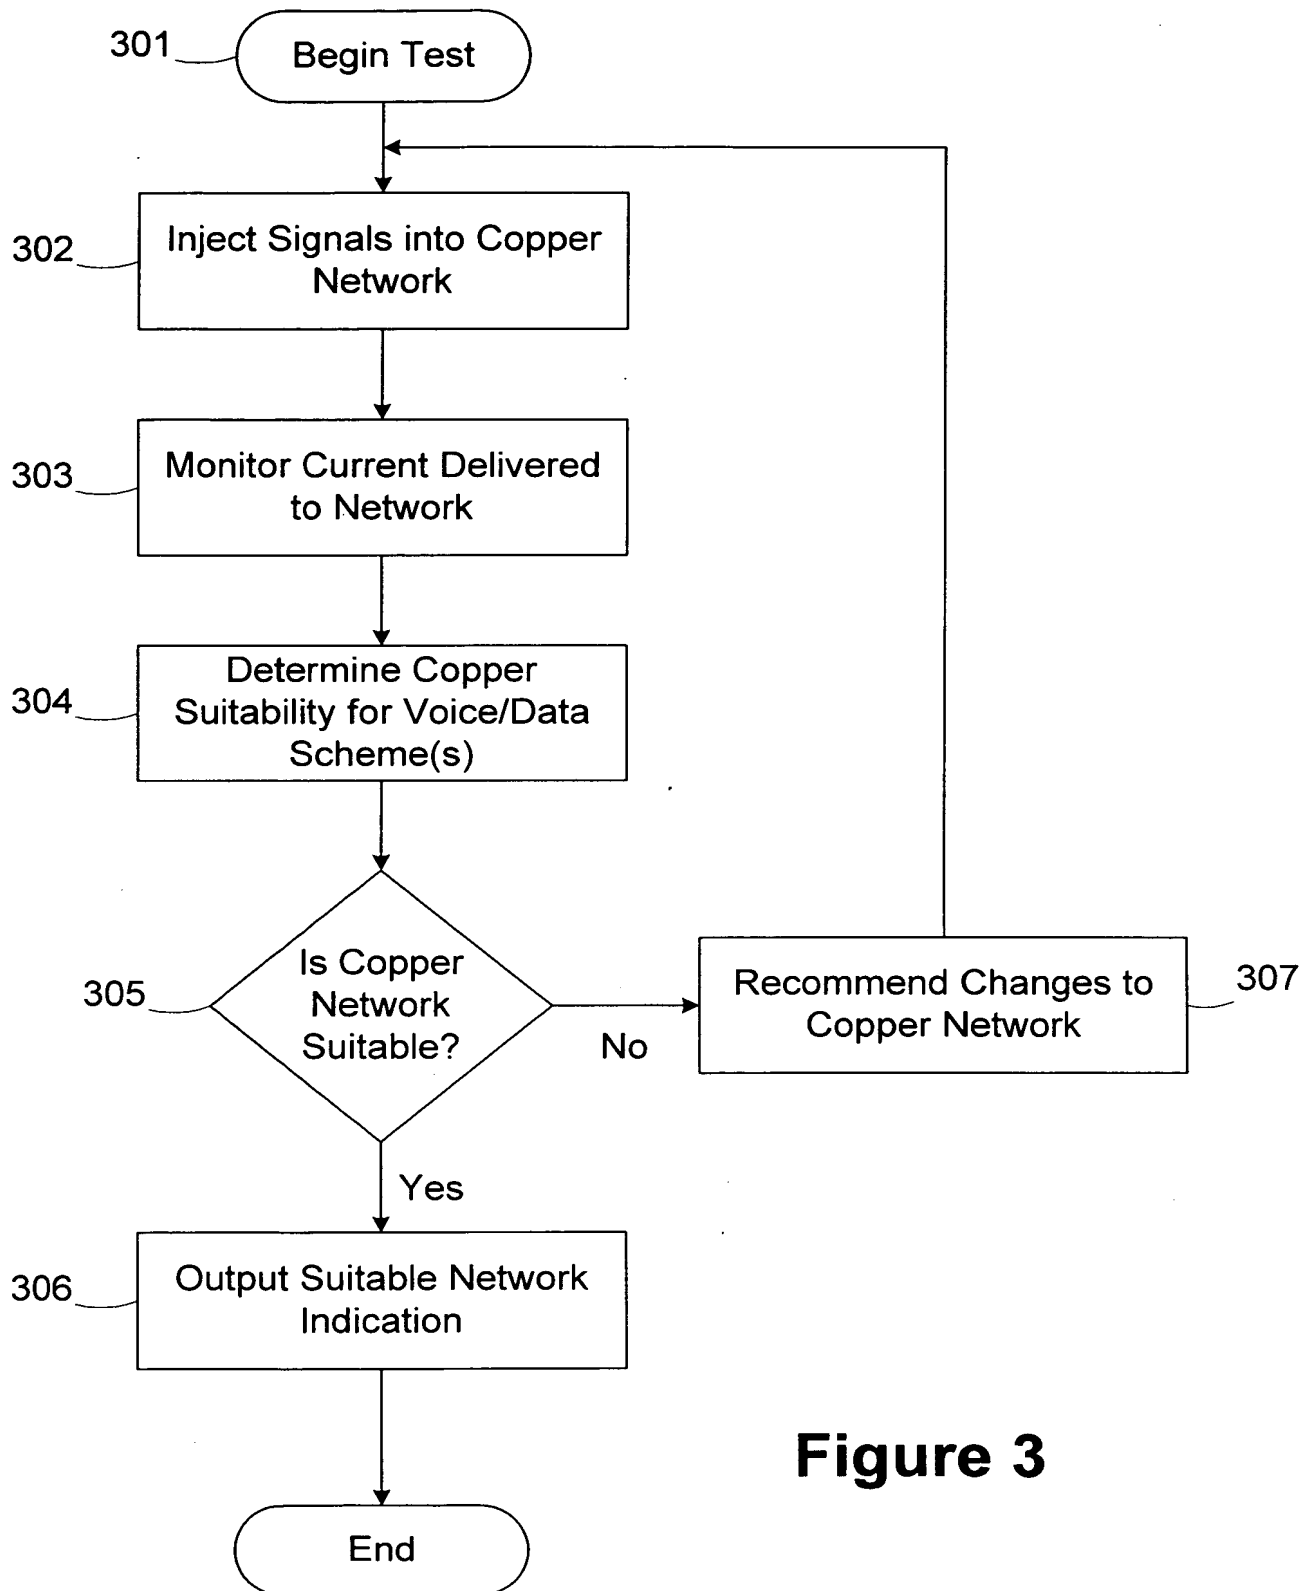 301
Begin Test
302
Inject Signals into Copper
Network
303
Monitor Current Delivered
to Network
304
Determine Copper
Suitability for Voice/Data
Scheme(s)
305
Is Copper
Network
Suitable?
No
Recommend Changes to
Copper Network
307
Yes
306
Output Suitable Network
Indication
End
Figure 3